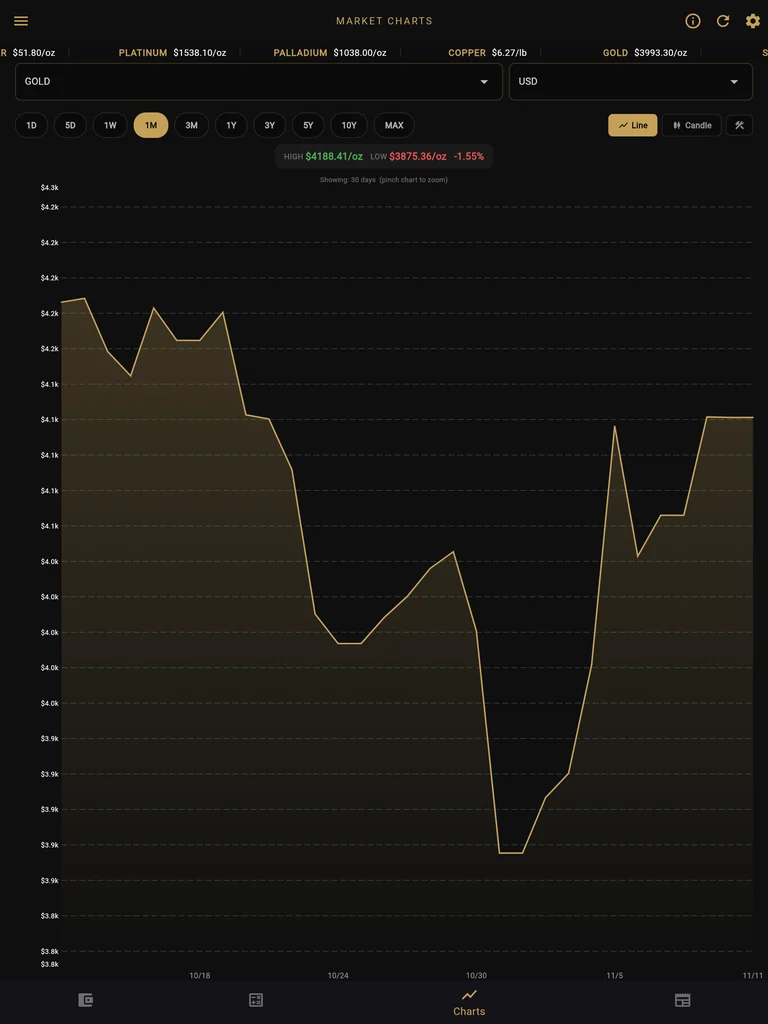 MARKET CHARTS
R $51.80/oz PLATINUM $1538.10/oz PALLADIUM $1038.00/oz COPPER $6.27/lb GOLD $3993.30/oz S
GOLD USD
1D 5D 1W 1M 3M 1Y 3Y 5Y 10Y MAX Line Candle
HIGH $4188.41/oz LOW $3875.36/oz -1.55%
Showing: 30 days (pinch chart to zoom)
$4.3k
$4.2k
$4.2k
$4.2k
$4.2k
$4.2k
$4.1k
$4.1k
$4.1k
$4.1k
$4.1k
$4.0k
$4.0k
$4.0k
$4.0k
$4.0k
$3.9k
$3.9k
$3.9k
$3.9k
$3.9k
$3.8k
$3.8k
$3.8k
10/18 10/24 10/30 11/5 11/11
Charts